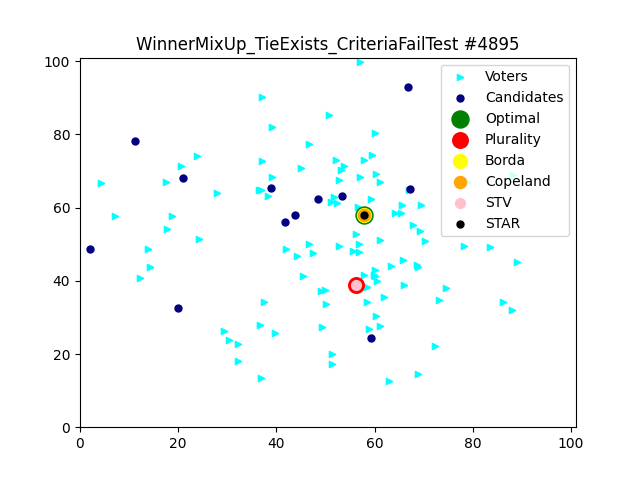 WinnerMixUp_TieExists_CriteriaFailTest #4895
100
80
60
40
20
0
0
20
40
60
80
100
Voters
Candidates
Optimal
Plurality
Borda
Copeland
STV
STAR